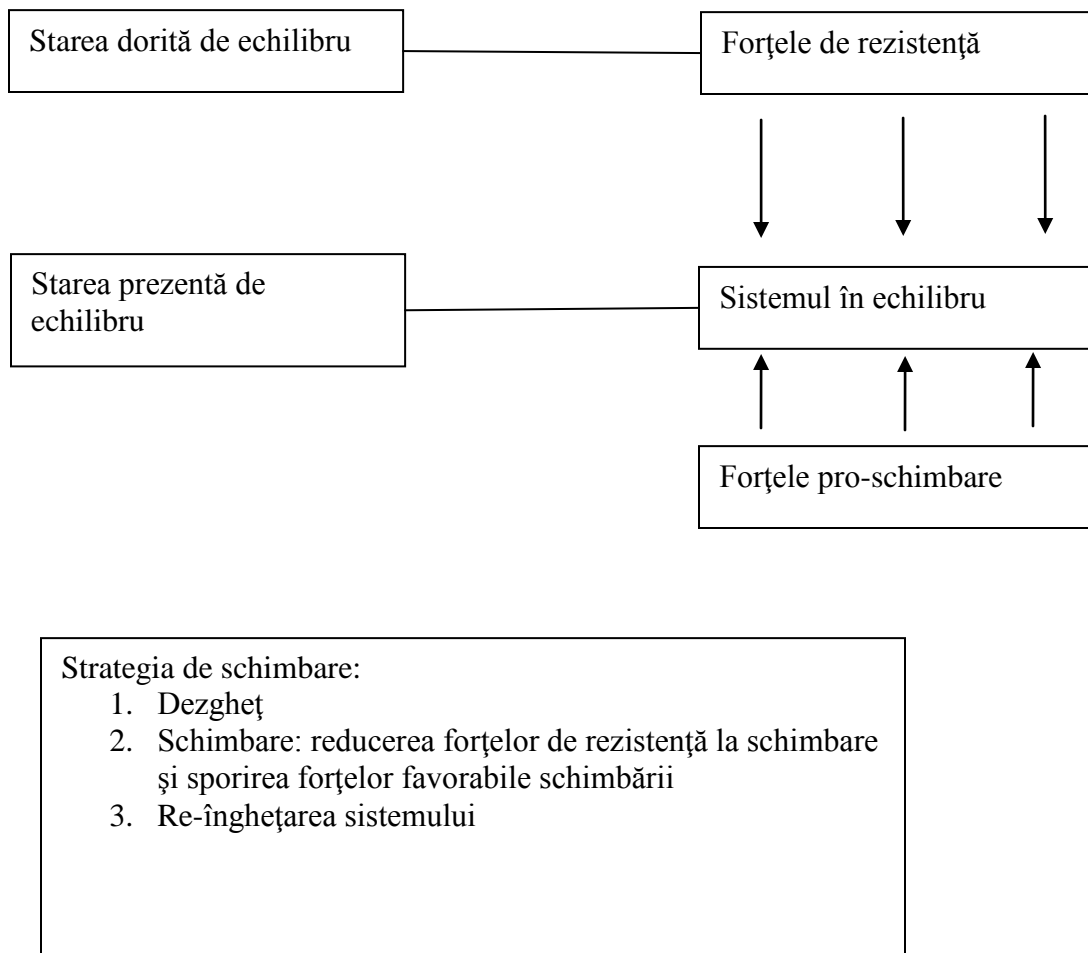 Starea dorită de echilibru
Forţele de rezistenţă
Starea prezentă de
echilibru
Sistemul în echilibru
Forţele pro-schimbare
Strategia de schimbare:
1. Dezgheţ
2. Schimbare: reducerea forţelor de rezistenţă la schimbare
şi sporirea forţelor favorabile schimbării
3. Re-îngheţarea sistemului